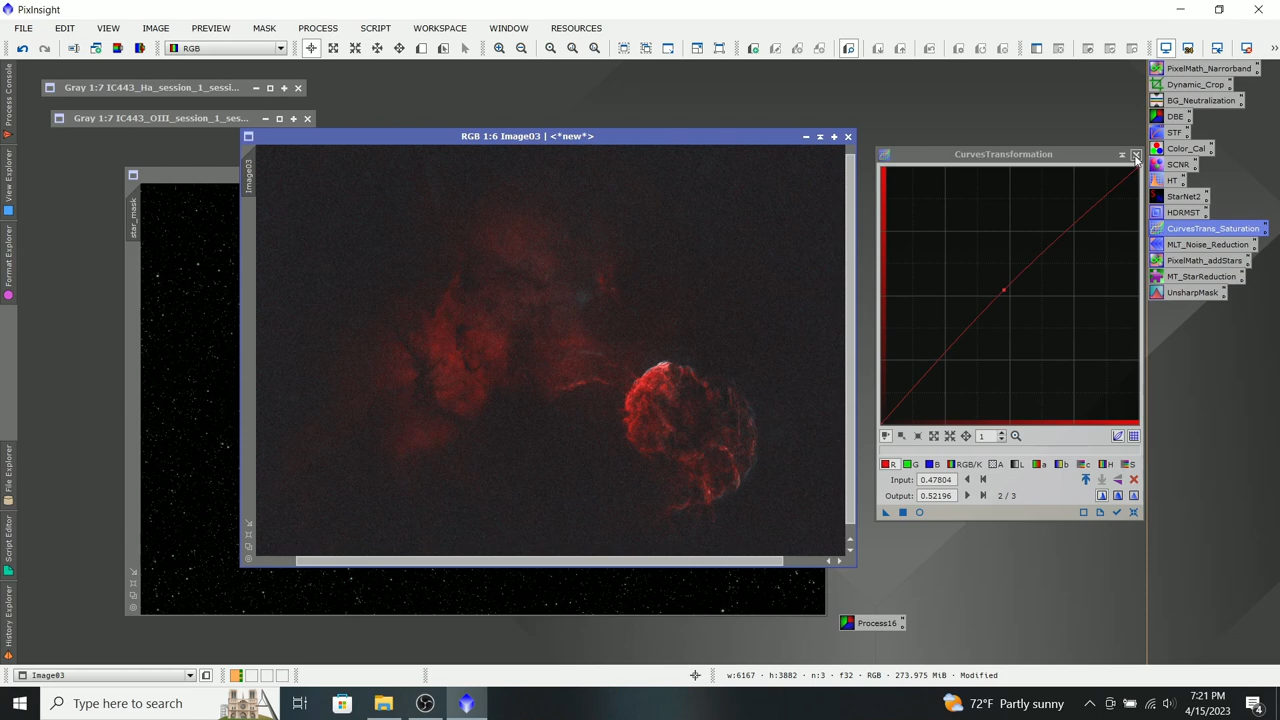 PixInsight
FILE EDIT VIEW IMAGE PREVIEW MASK PROCESS SCRIPT WORKSPACE WINDOW RESOURCES
RGB
Process Console
View Explorer
Format Explorer
File Explorer
Script Editor
History Explorer
Gray 1:7 IC443_Ha_session_1_sessi...
Gray 1:7 IC443_OIII_session_1_ses...
star_mask
RGB 1:6 Image03 | <*new*>
Image03
CurvesTransformation
1
R G B RGB/K A L a b c H S
Input: 0.47804
Output: 0.52196 2 / 3
PixelMath_Narrorband
Dynamic_Crop
BG_Neutralization
DBE
STF
Color_Cal
SCNR
HT
StarNet2
HDRMST
CurvesTrans_Saturation
MLT_Noise_Reduction
PixelMath_addStars
MT_StarReduction
UnsharpMask
Process16
Image03
w:6167 · h:3882 · n:3 · f32 · RGB · 273.975 MiB · Modified
Type here to search
72°F Partly sunny
7:21 PM
4/15/2023
4